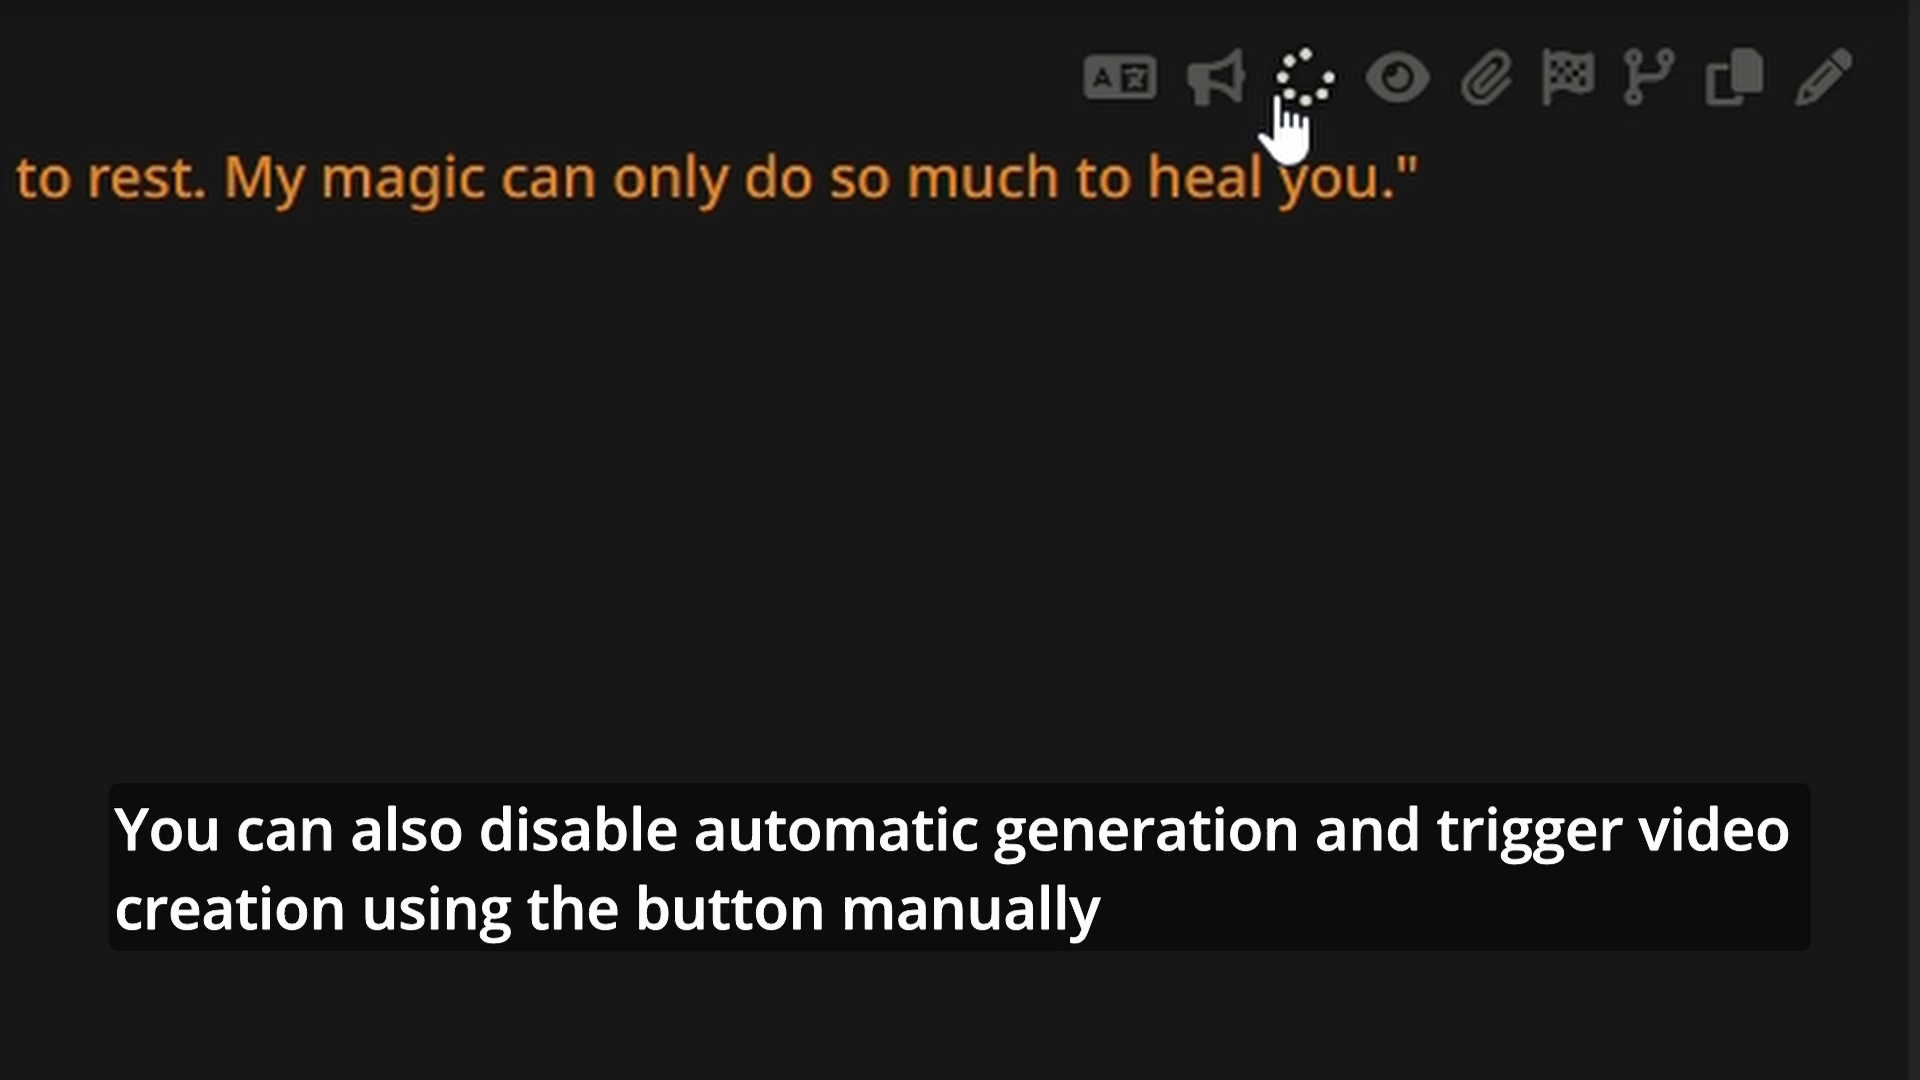 A 文
to rest. My magic can only do so much to heal you."
You can also disable automatic generation and trigger video
creation using the button manually